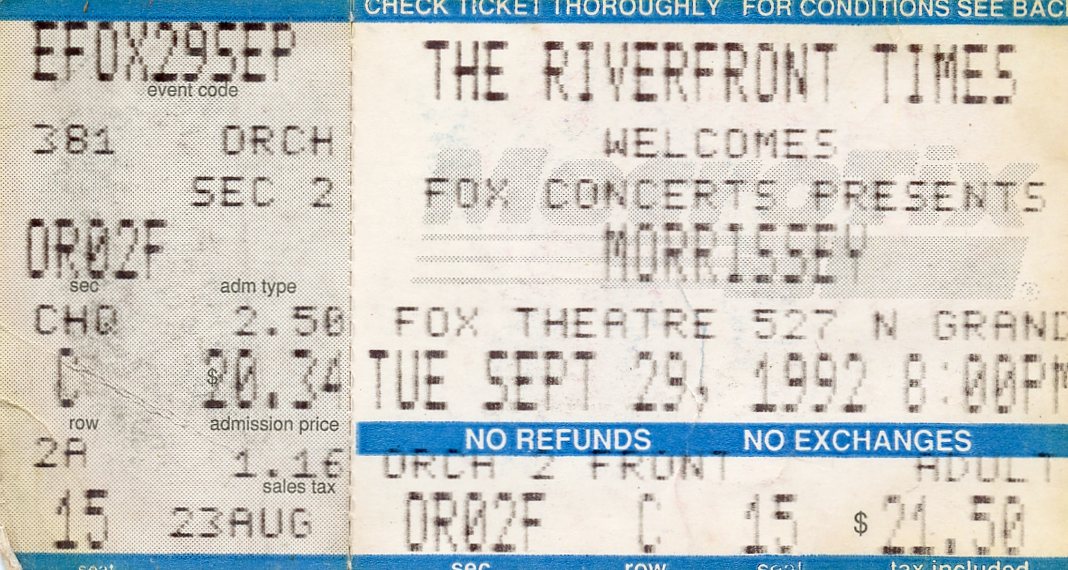 EFOX29SEP
event code
381 ORCH
SEC 2
OR02F
sec adm type
CHQ 2.50
C $20.34
row admission price
2A 1.16
sales tax
15 23AUG
seat
CHECK TICKET THOROUGHLY FOR CONDITIONS SEE BACK
THE RIVERFRONT TIMES
WELCOMES
MetroTix
FOX CONCERTS PRESENTS
MORRISSEY
®
FOX THEATRE 527 N GRAND
TUE SEPT 29, 1992 8:00PM
NO REFUNDS NO EXCHANGES
ORCH 2 FRONT ADULT
OR02F C 15 $ 21.50
sec row seat tax included